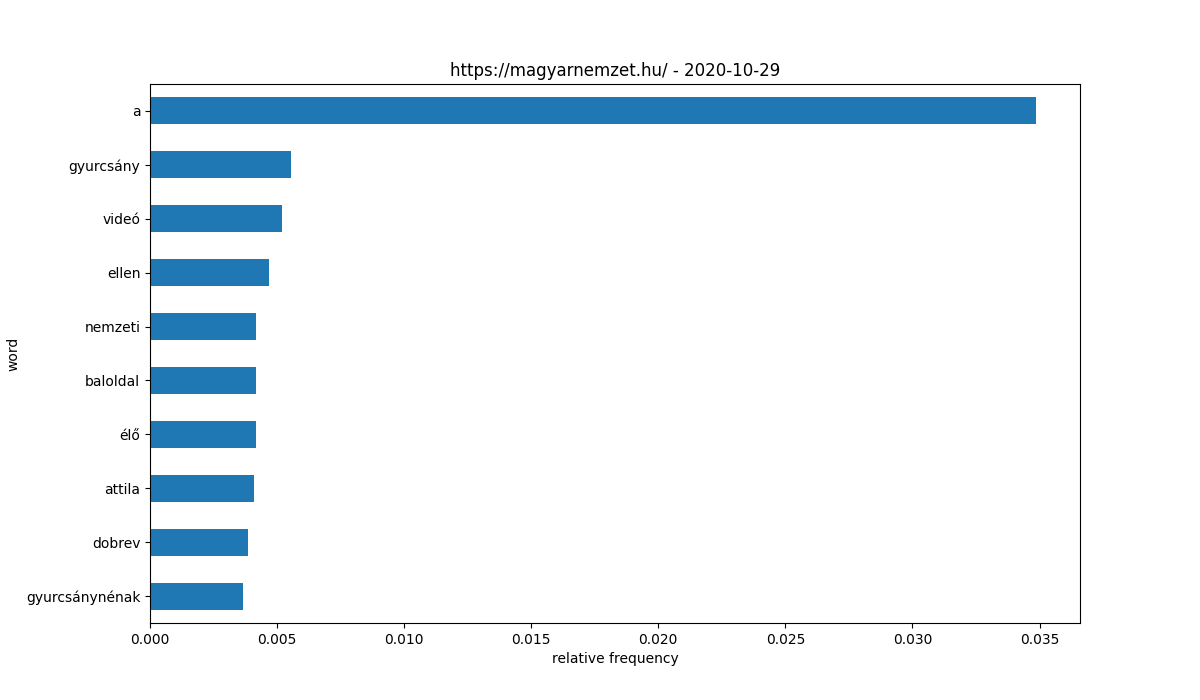 https://magyarnemzet.hu/ - 2020-10-29
a
gyurcsány
videó
ellen
nemzeti
baloldal
élő
attila
dobrev
gyurcsánynénak
word
0.000 0.005 0.010 0.015 0.020 0.025 0.030 0.035
relative frequency